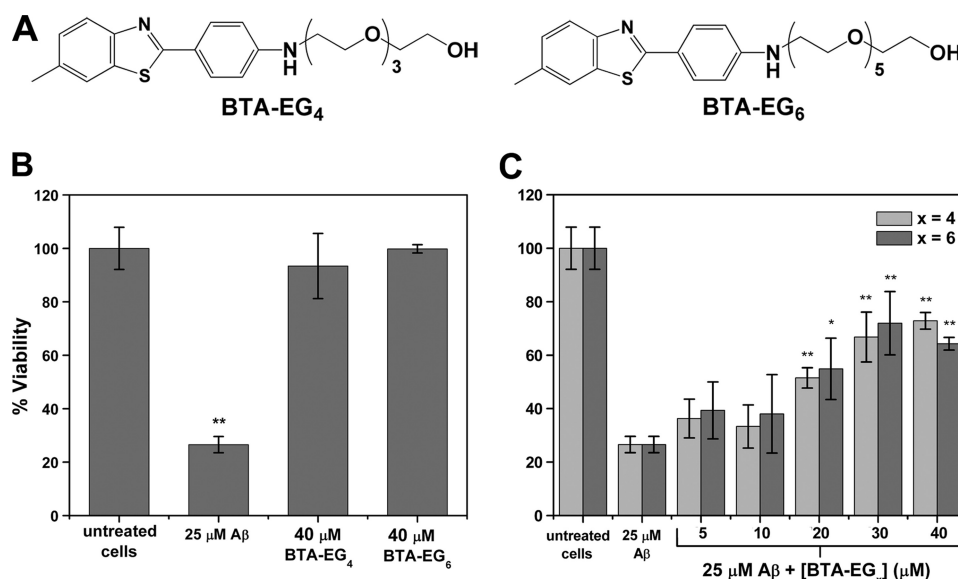 A
N
S
N
H
O
3
OH
BTA-EG4
N
S
N
H
O
5
OH
BTA-EG6
B
120
100
80
60
40
20
0
% Viability
**
untreated cells
25 μM Aβ
40 μM BTA-EG4
40 μM BTA-EG6
C
x = 4
x = 6
120
100
80
60
40
20
0
** * ** ** ** **
untreated cells
25 μM Aβ
5 10 20 30 40
25 μM Aβ + [BTA-EG ] (μM)